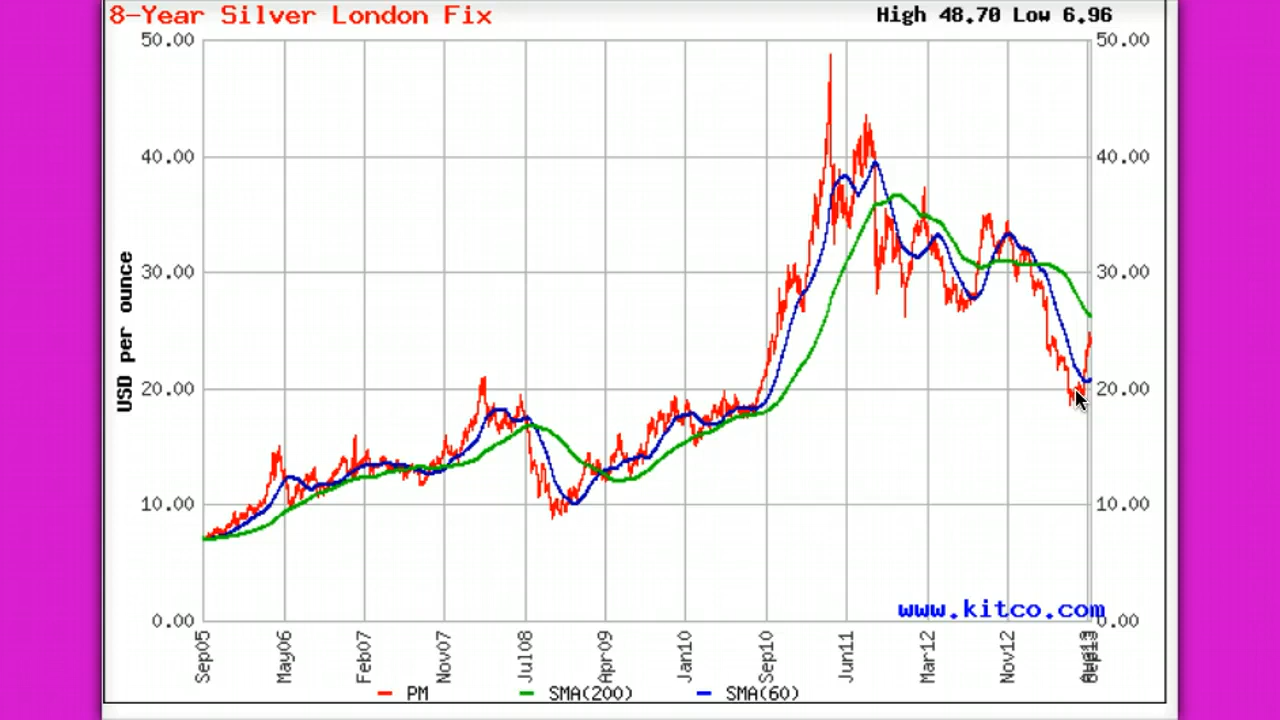 8-Year Silver London Fix
High 48.70 Low 6.96
50.00 50.00
40.00 40.00
30.00 30.00
20.00 20.00
10.00 10.00
0.00 0.00
USD per ounce
www.kitco.com
Sep05 May06 Feb07 Nov07 Jul08 Apr09 Jan10 Sep10 Jun11 Mar12 Nov12
PM SMA(200) SMA(60)